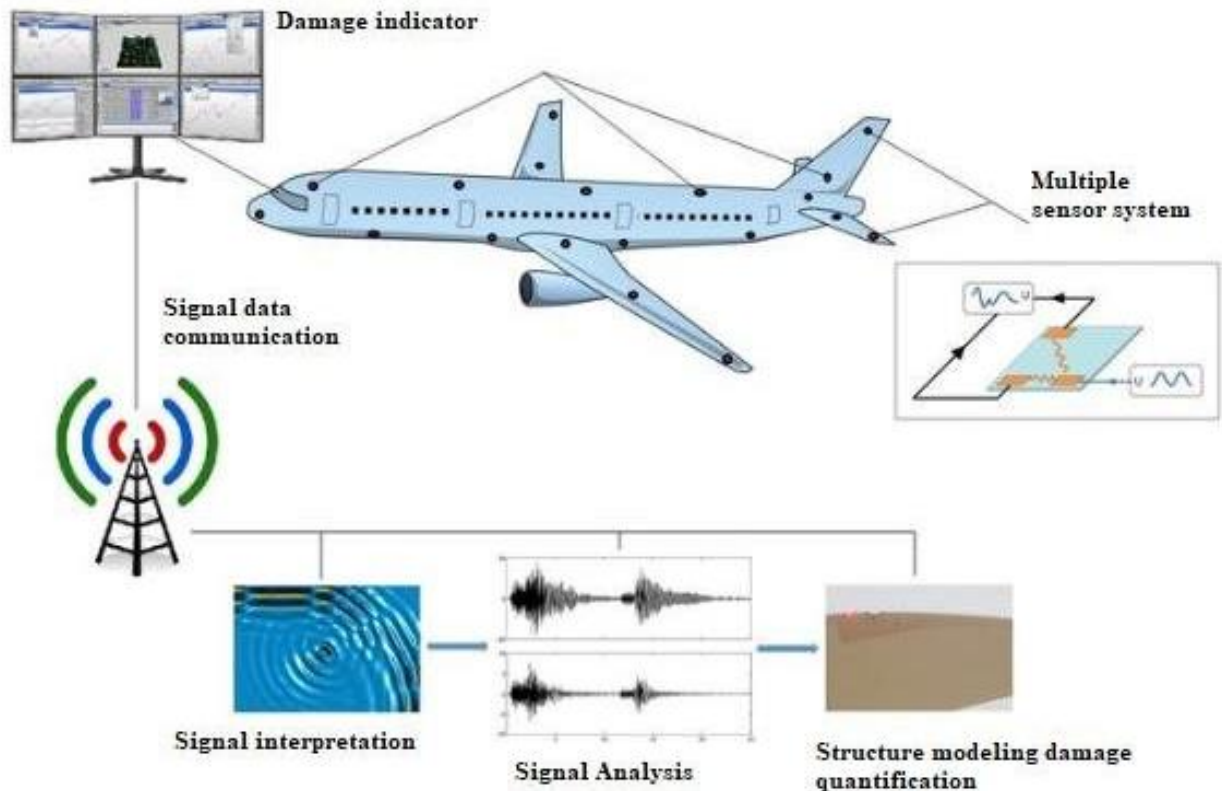 Damage indicator
Multiple
sensor system
Signal data
communication
U
U
Signal interpretation
Signal Analysis
Structure modeling damage
quantification